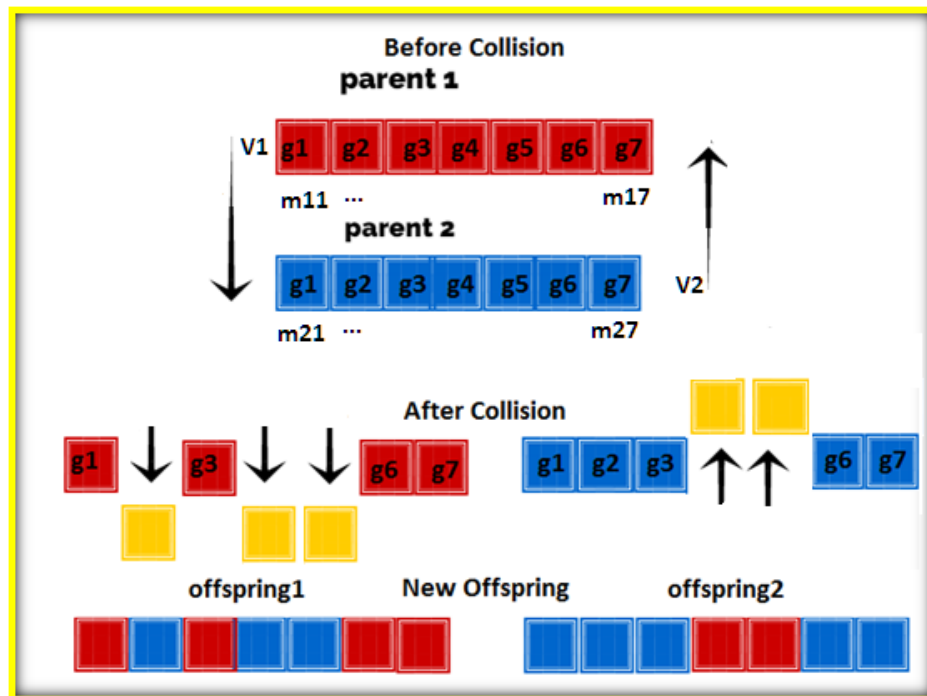 Before Collision
parent 1
V1 g1 g2 g3 g4 g5 g6 g7
m11 ... m17
parent 2
g1 g2 g3 g4 g5 g6 g7 V2
m21 ... m27
After Collision
g1 g3 g6 g7 g1 g2 g3 g6 g7
offspring1 New Offspring offspring2